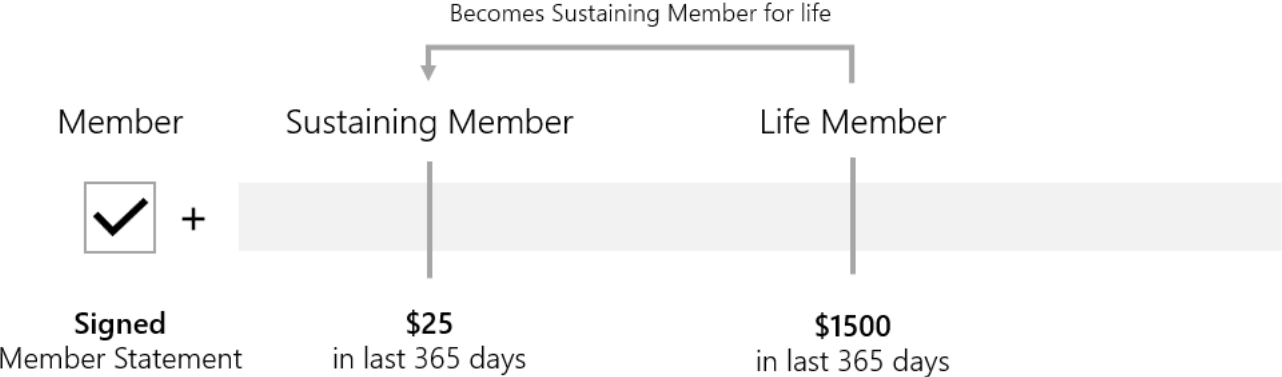 Becomes Sustaining Member for life
Member
Sustaining Member
Life Member
+
Signed
Member Statement
$25
in last 365 days
$1500
in last 365 days